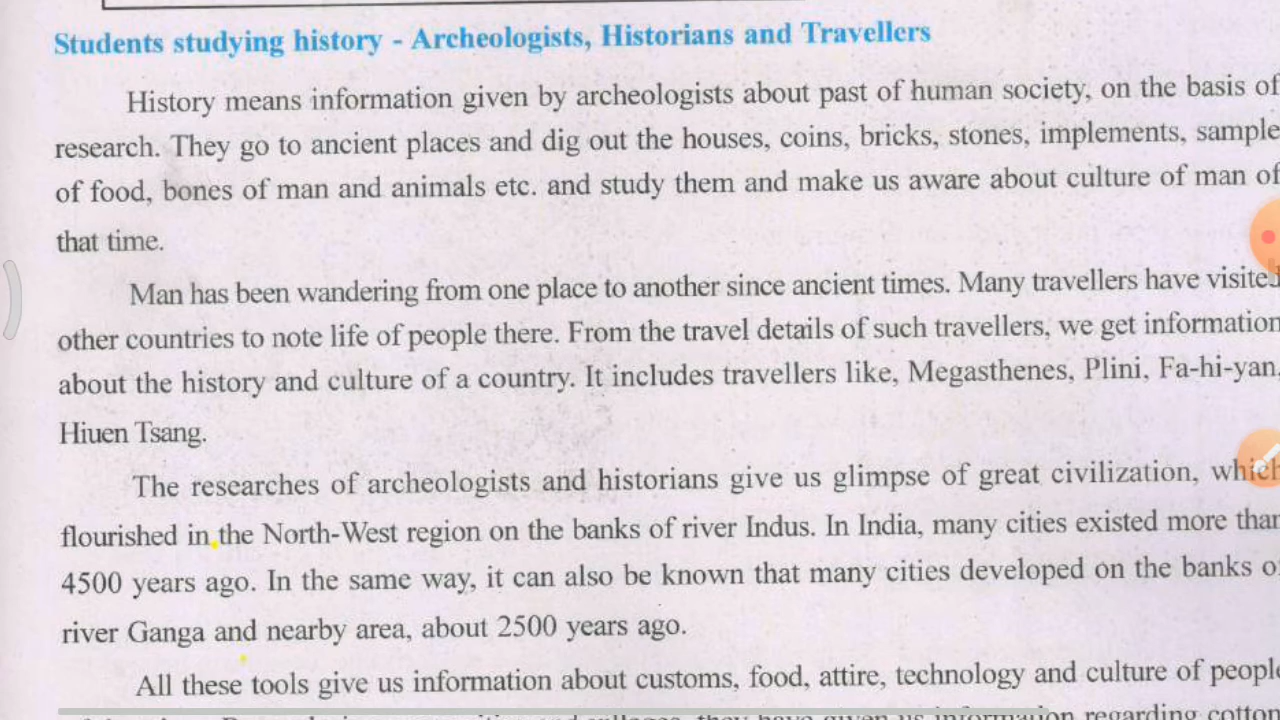 Students studying history - Archeologists, Historians and Travellers
History means information given by archeologists about past of human society, on the basis of
research. They go to ancient places and dig out the houses, coins, bricks, stones, implements, sample
of food, bones of man and animals etc. and study them and make us aware about culture of man of
that time.
Man has been wandering from one place to another since ancient times. Many travellers have visited
other countries to note life of people there. From the travel details of such travellers, we get information
about the history and culture of a country. It includes travellers like, Megasthenes, Plini, Fa-hi-yan,
Hiuen Tsang.
The researches of archeologists and historians give us glimpse of great civilization, which
flourished in the North-West region on the banks of river Indus. In India, many cities existed more than
4500 years ago. In the same way, it can also be known that many cities developed on the banks of
river Ganga and nearby area, about 2500 years ago.
All these tools give us information about customs, food, attire, technology and culture of people
they have given us information regarding cotton